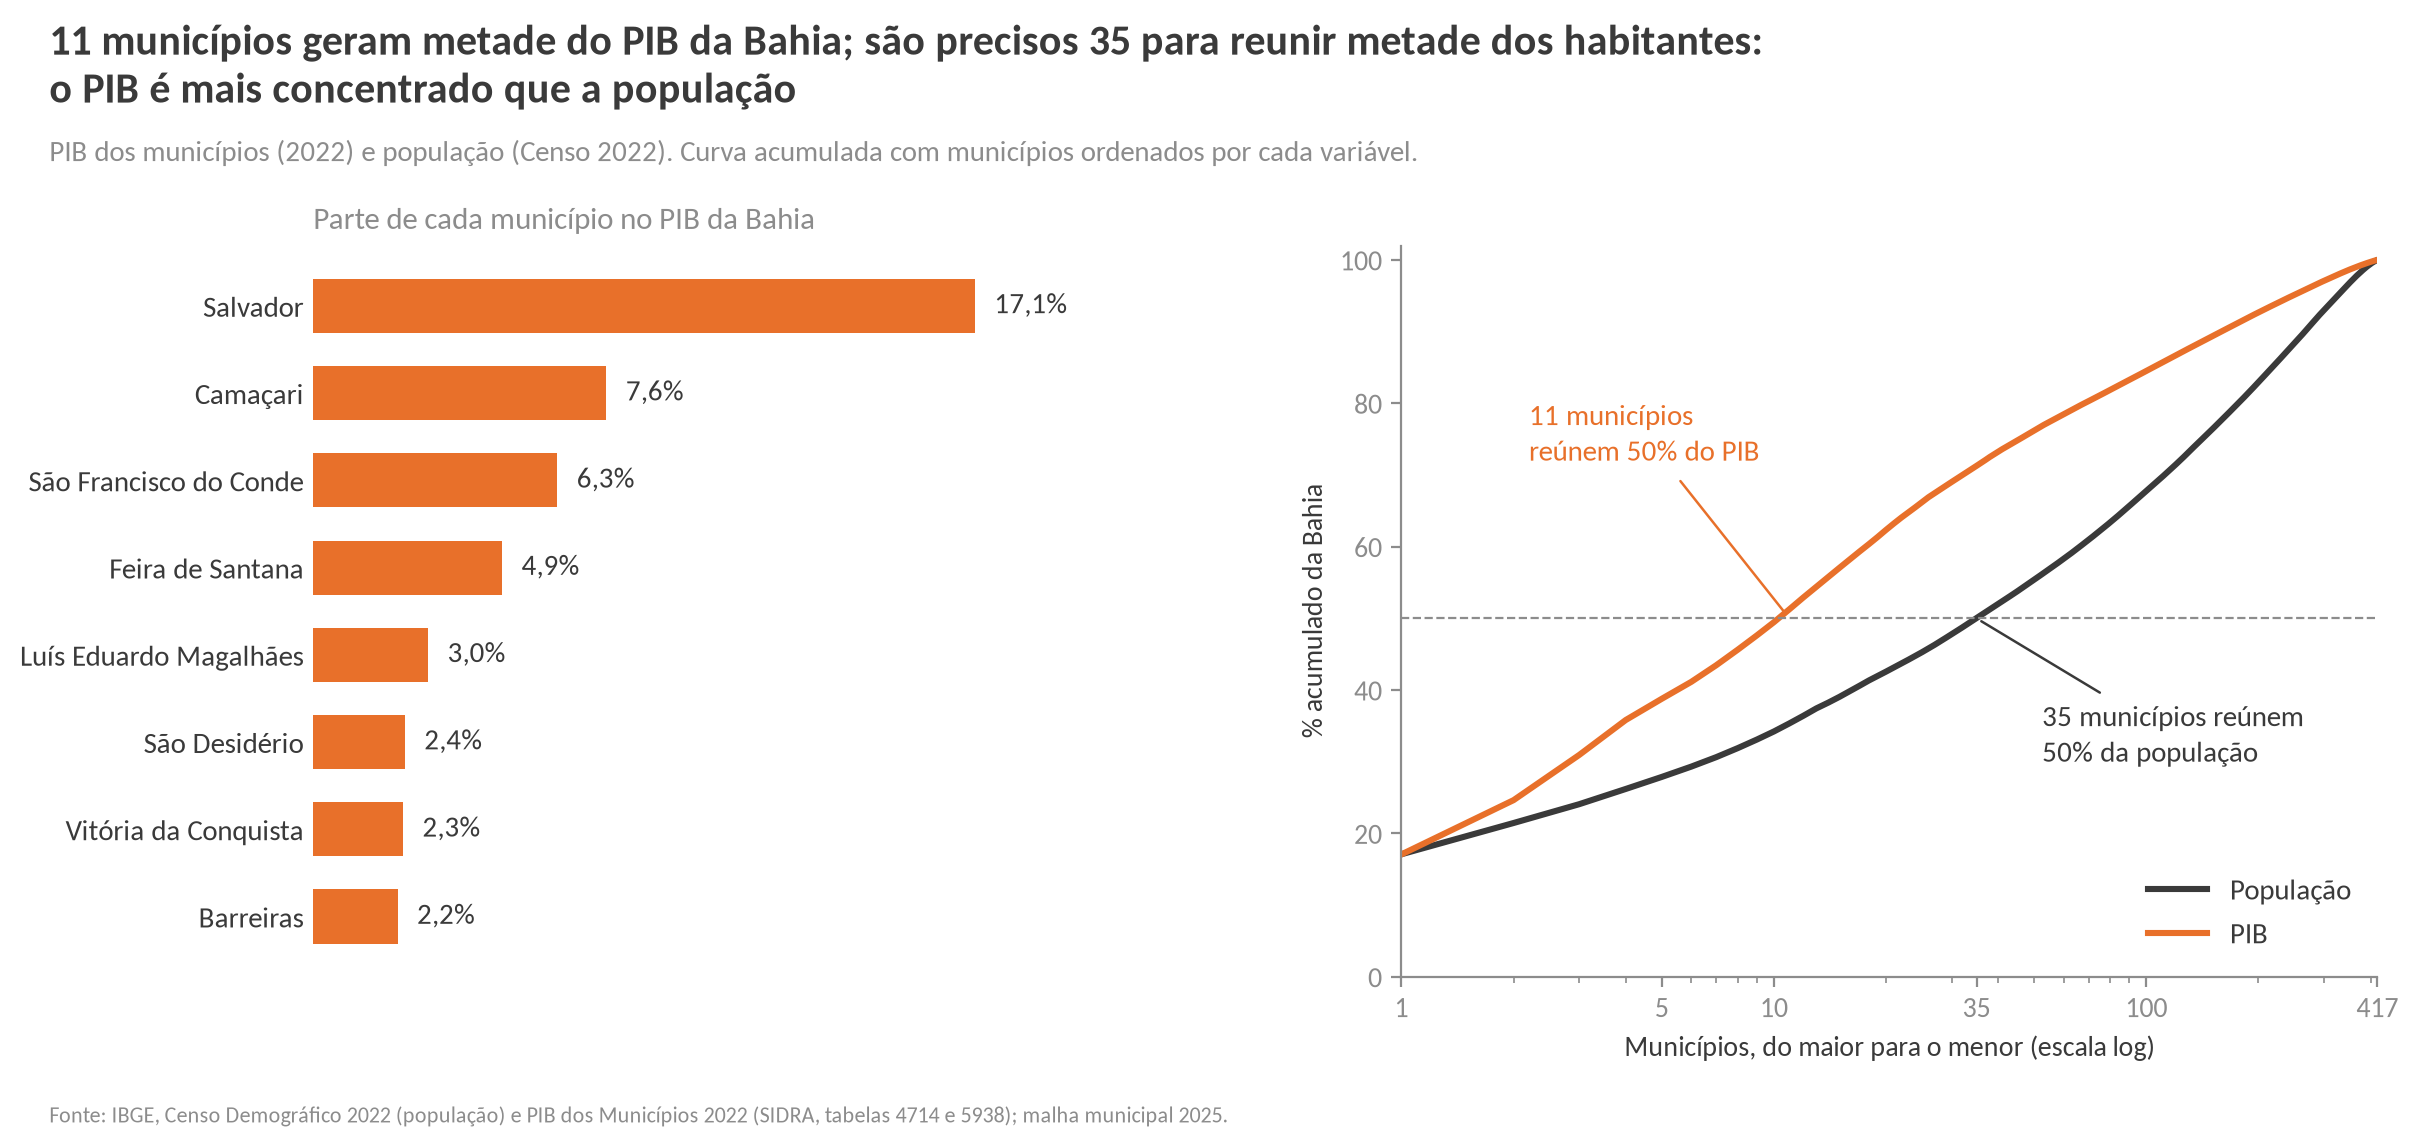 11 municípios geram metade do PIB da Bahia; são precisos 35 para reunir metade dos habitantes:
o PIB é mais concentrado que a população
PIB dos municípios (2022) e população (Censo 2022). Curva acumulada com municípios ordenados por cada variável.
Parte de cada município no PIB da Bahia
Salvador 17,1%
Camaçari 7,6%
São Francisco do Conde 6,3%
Feira de Santana 4,9%
Luís Eduardo Magalhães 3,0%
São Desidério 2,4%
Vitória da Conquista 2,3%
Barreiras 2,2%
% acumulado da Bahia
100
80
60
40
20
0
11 municípios
reúnem 50% do PIB
35 municípios reúnem
50% da população
População
PIB
1 5 10 35 100 417
Municípios, do maior para o menor (escala log)
Fonte: IBGE, Censo Demográfico 2022 (população) e PIB dos Municípios 2022 (SIDRA, tabelas 4714 e 5938); malha municipal 2025.